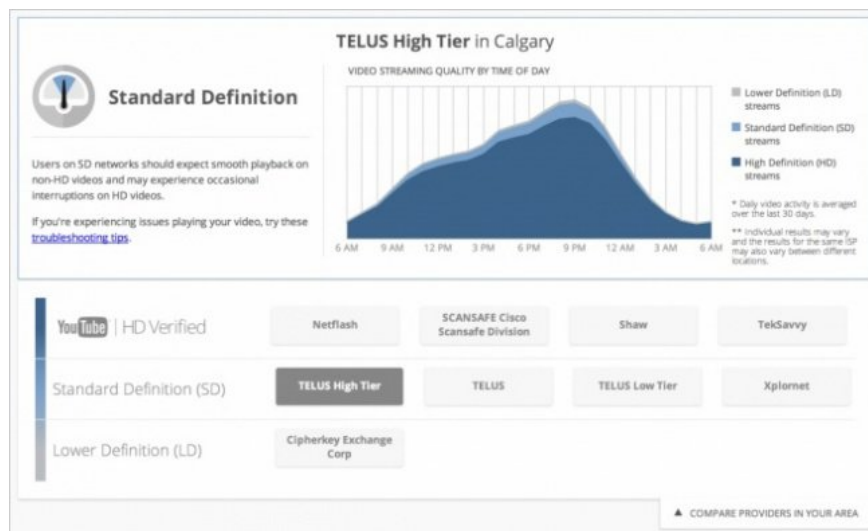 TELUS High Tier in Calgary
Standard Definition
Users on SD networks should expect smooth playback on
non-HD videos and may experience occasional
interruptions on HD videos.
If you're experiencing issues playing your video, try these
troubleshooting tips.
VIDEO STREAMING QUALITY BY TIME OF DAY
6 AM 9 AM 12 PM 3 PM 6 PM 9 PM 12 AM 3 AM 6 AM
Lower Definition (LD)
streams
Standard Definition (SD)
streams
High Definition (HD)
streams
* Daily video activity is averaged
over the last 30 days.
** Individual results may vary
and the results for the same ISP
may also vary between different
locations.
YouTube | HD Verified
Netflash
SCANSAFE Cisco
Scansafe Division
Shaw
TekSavvy
Standard Definition (SD)
TELUS High Tier
TELUS
TELUS Low Tier
Xplornet
Lower Definition (LD)
Cipherkey Exchange
Corp
▲ COMPARE PROVIDERS IN YOUR AREA